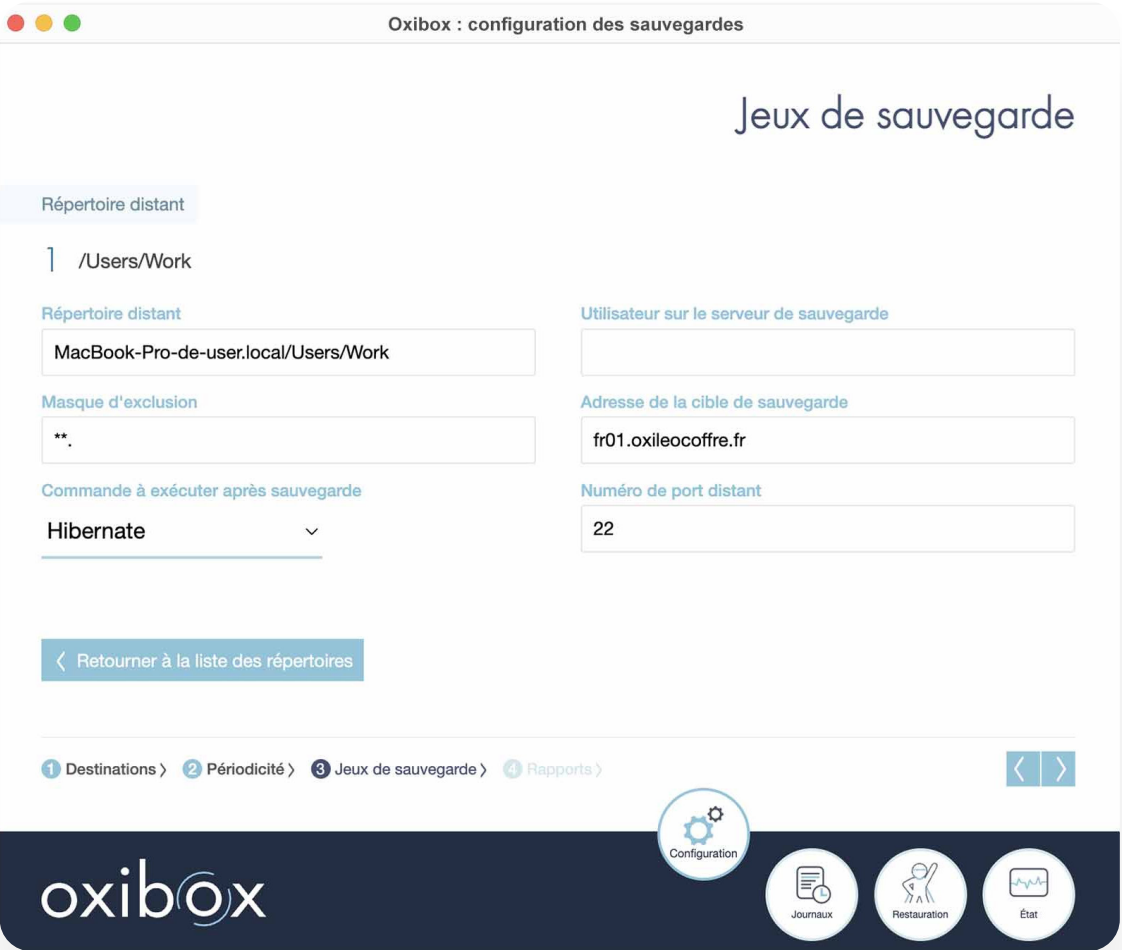 Oxibox : configuration des sauvegardes
Jeux de sauvegarde
Répertoire distant
1 /Users/Work
Répertoire distant
MacBook-Pro-de-user.local/Users/Work
Utilisateur sur le serveur de sauvegarde
Masque d'exclusion
**.
Adresse de la cible de sauvegarde
fr01.oxileocoffre.fr
Commande à exécuter après sauvegarde
Hibernate
Numéro de port distant
22
Retourner à la liste des répertoires
1 Destinations 2 Périodicité 3 Jeux de sauvegarde 4 Rapports
Configuration
oxibox
Journaux
Restauration
État